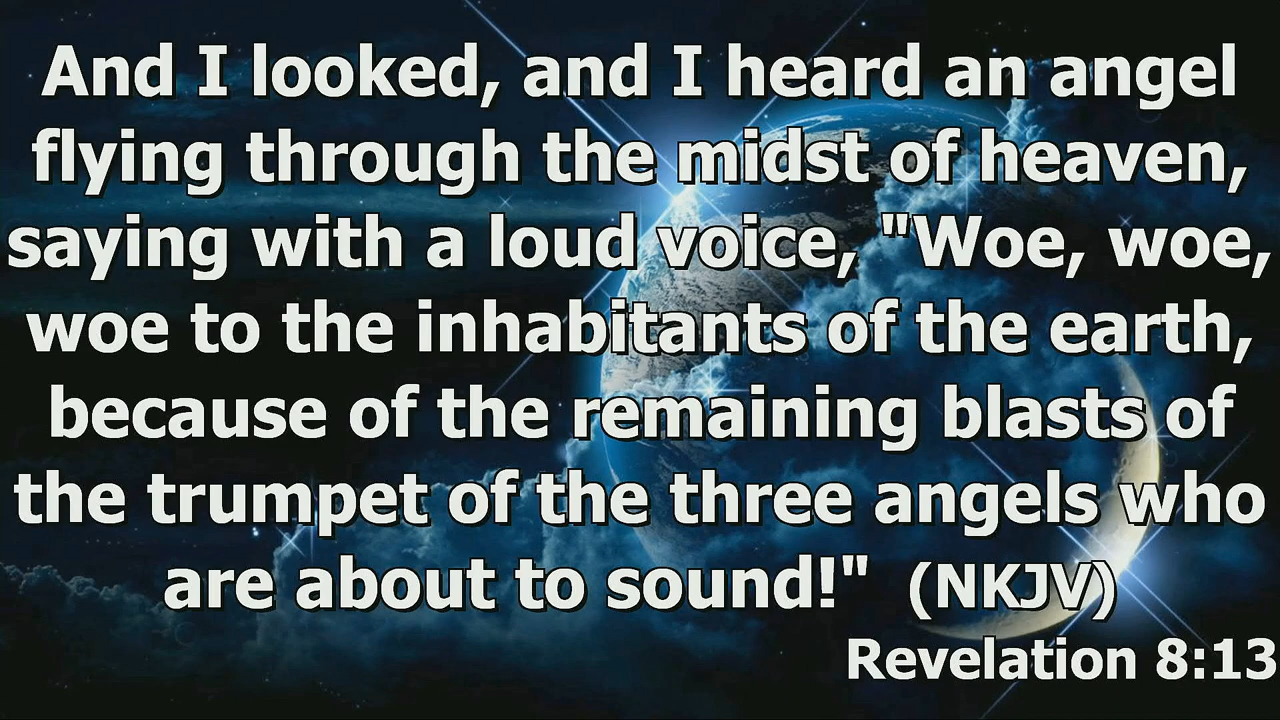 And I looked, and I heard an angel
flying through the midst of heaven,
saying with a loud voice, "Woe, woe,
woe to the inhabitants of the earth,
because of the remaining blasts of
the trumpet of the three angels who
are about to sound!" (NKJV)
Revelation 8:13